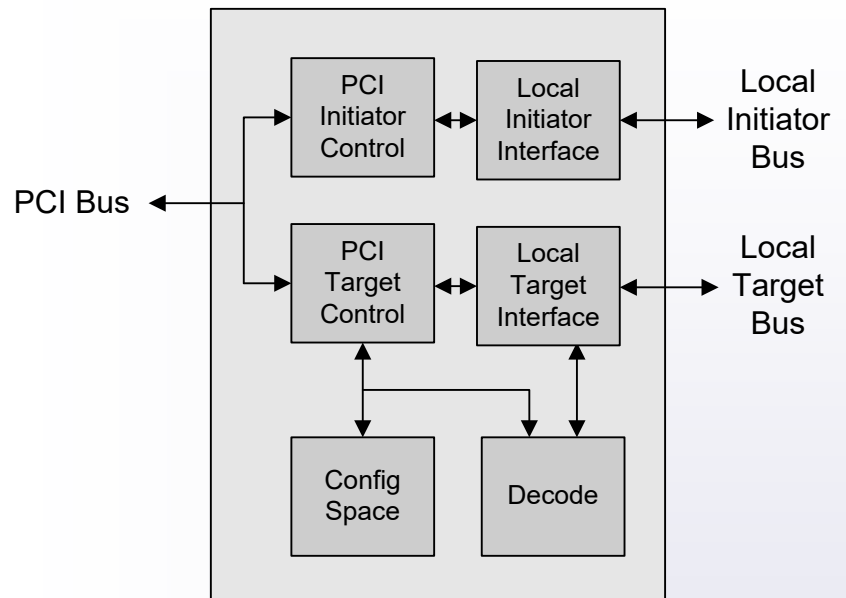 PCI
Initiator
Control
Local
Initiator
Interface
Local
Initiator
Bus
PCI Bus
PCI
Target
Control
Local
Target
Interface
Local
Target
Bus
Config
Space
Decode